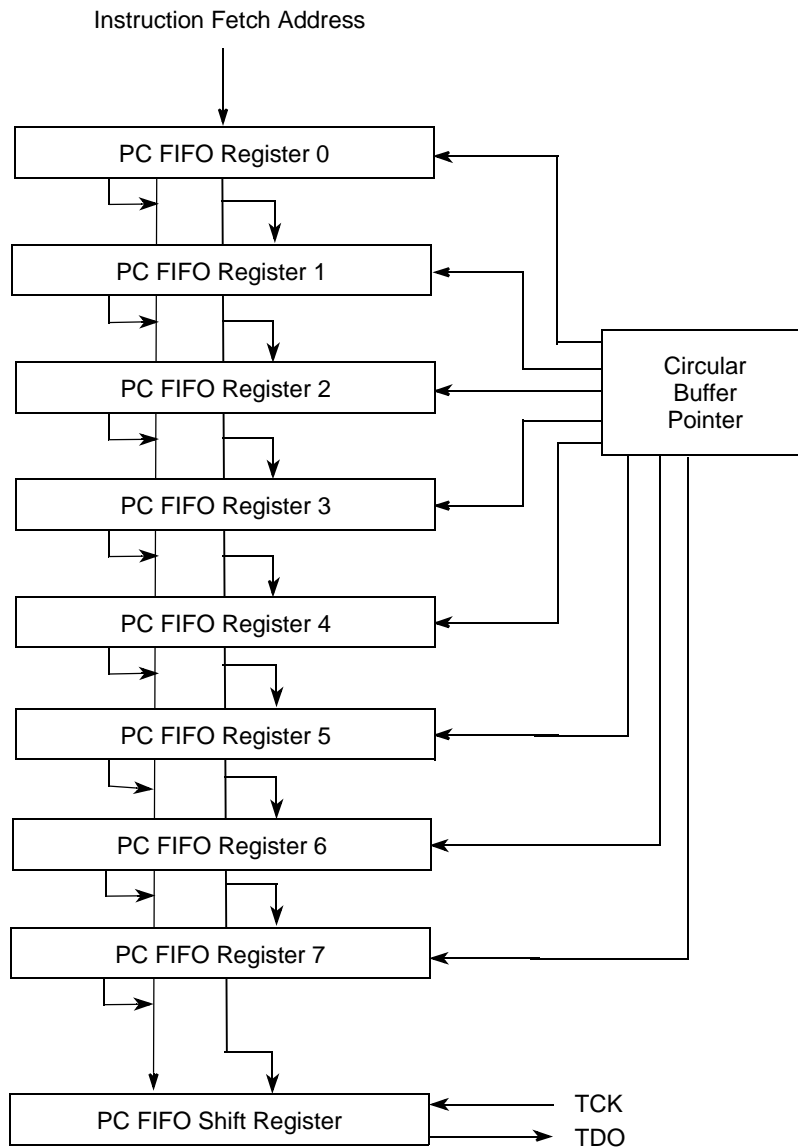 Instruction Fetch Address
PC FIFO Register 0
PC FIFO Register 1
PC FIFO Register 2
Circular
Buffer
Pointer
PC FIFO Register 3
PC FIFO Register 4
PC FIFO Register 5
PC FIFO Register 6
PC FIFO Register 7
PC FIFO Shift Register
TCK
TDO